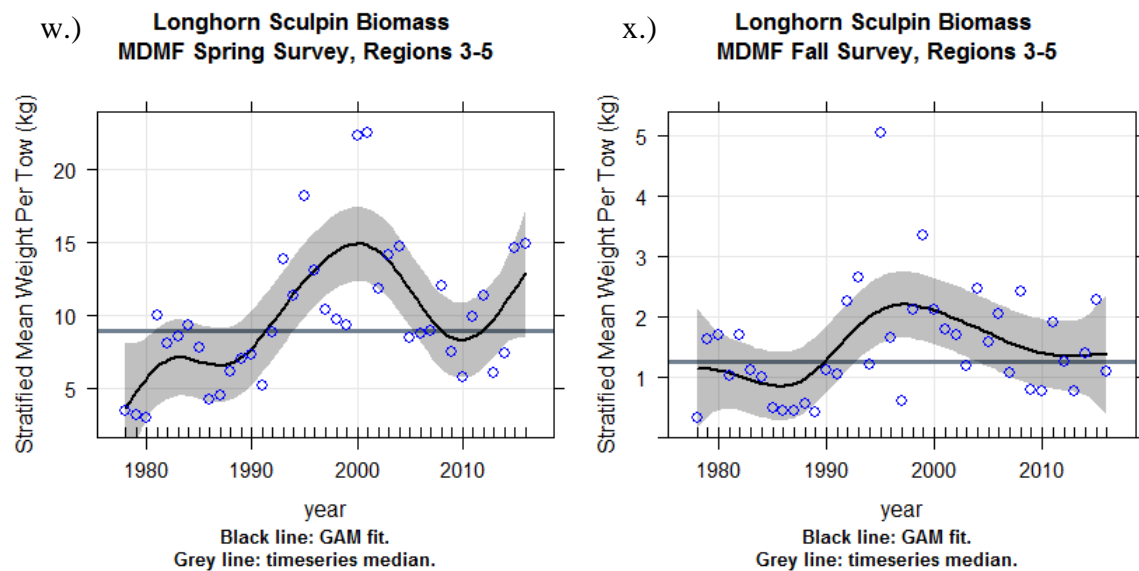 w.)
Longhorn Sculpin Biomass
MDMF Spring Survey, Regions 3-5
Stratified Mean Weight Per Tow (kg)
20
15
10
5
1980 1990 2000 2010
year
Black line: GAM fit.
Grey line: timeseries median.
x.)
Longhorn Sculpin Biomass
MDMF Fall Survey, Regions 3-5
Stratified Mean Weight Per Tow (kg)
5
4
3
2
1
1980 1990 2000 2010
year
Black line: GAM fit.
Grey line: timeseries median.